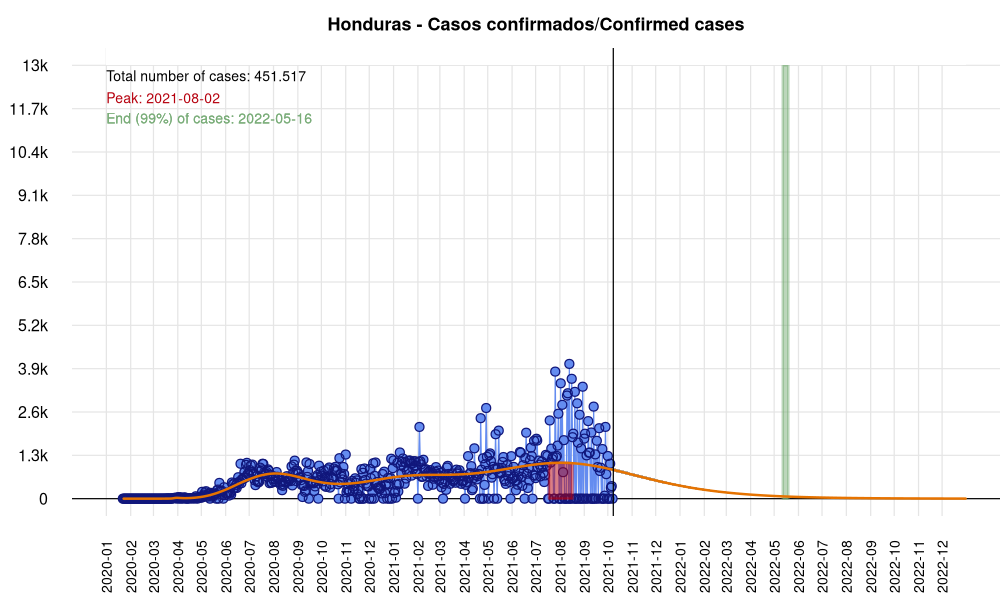 Honduras - Casos confirmados/Confirmed cases
Total number of cases: 451.517
Peak: 2021-08-02
End (99%) of cases: 2022-05-16
13k
11.7k
10.4k
9.1k
7.8k
6.5k
5.2k
3.9k
2.6k
1.3k
0
2020-01
2020-02
2020-03
2020-04
2020-05
2020-06
2020-07
2020-08
2020-09
2020-10
2020-11
2020-12
2021-01
2021-02
2021-03
2021-04
2021-05
2021-06
2021-07
2021-08
2021-09
2021-10
2021-11
2021-12
2022-01
2022-02
2022-03
2022-04
2022-05
2022-06
2022-07
2022-08
2022-09
2022-10
2022-11
2022-12